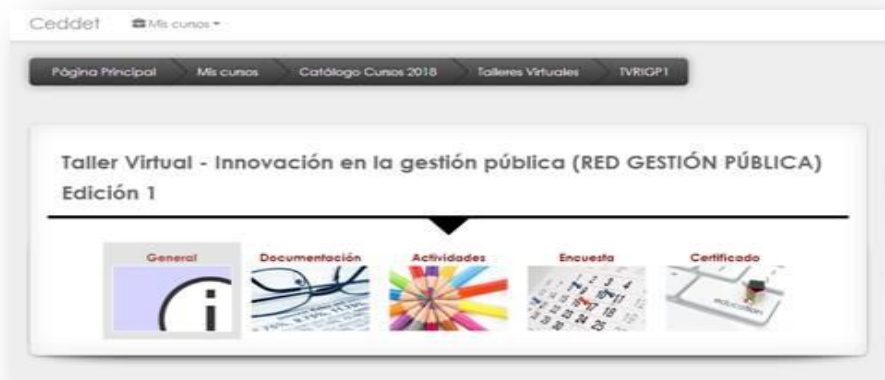 Ceddet Mis cursos
Página Principal Mis cursos Catálogo Cursos 2018 Talleres Virtuales TVRIGP1
Taller Virtual - Innovación en la gestión pública (RED GESTIÓN PÚBLICA)
Edición 1
General Documentación Actividades Encuesta Certificado
education